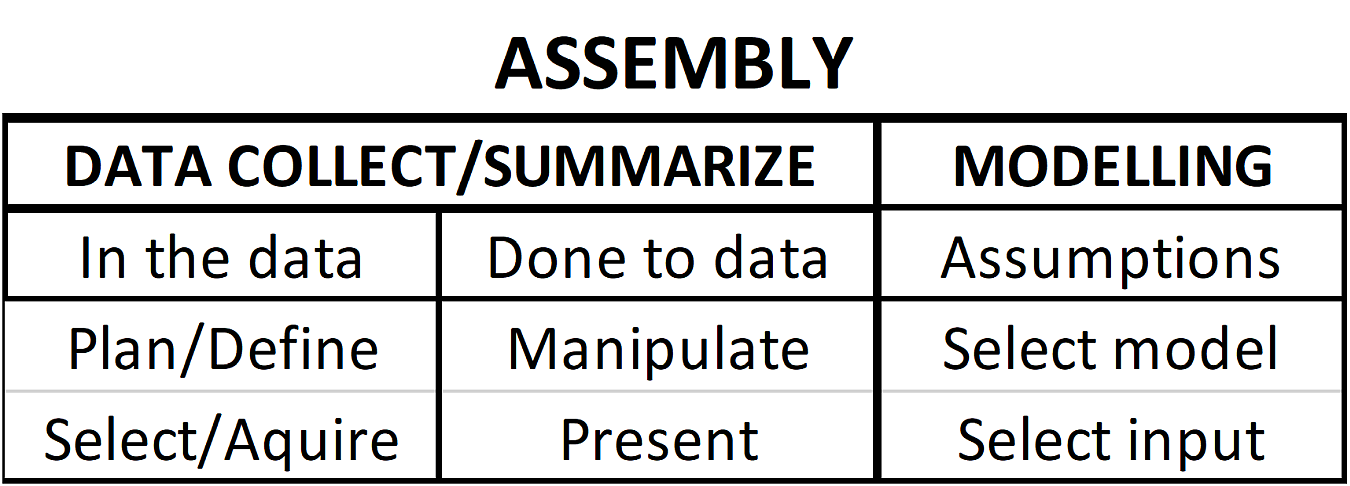 ASSEMBLY
DATA COLLECT/SUMMARIZE MODELLING
In the data Done to data Assumptions
Plan/Define Manipulate Select model
Select/Aquire Present Select input